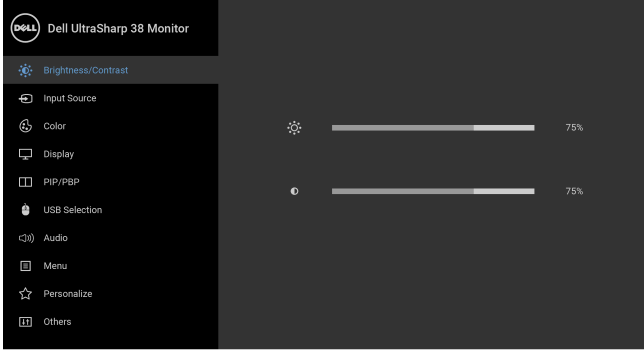 DELL
Dell UltraSharp 38 Monitor
Brightness/Contrast
Input Source
Color
75%
Display
PIP/PBP
75%
USB Selection
Audio
Menu
Personalize
Others